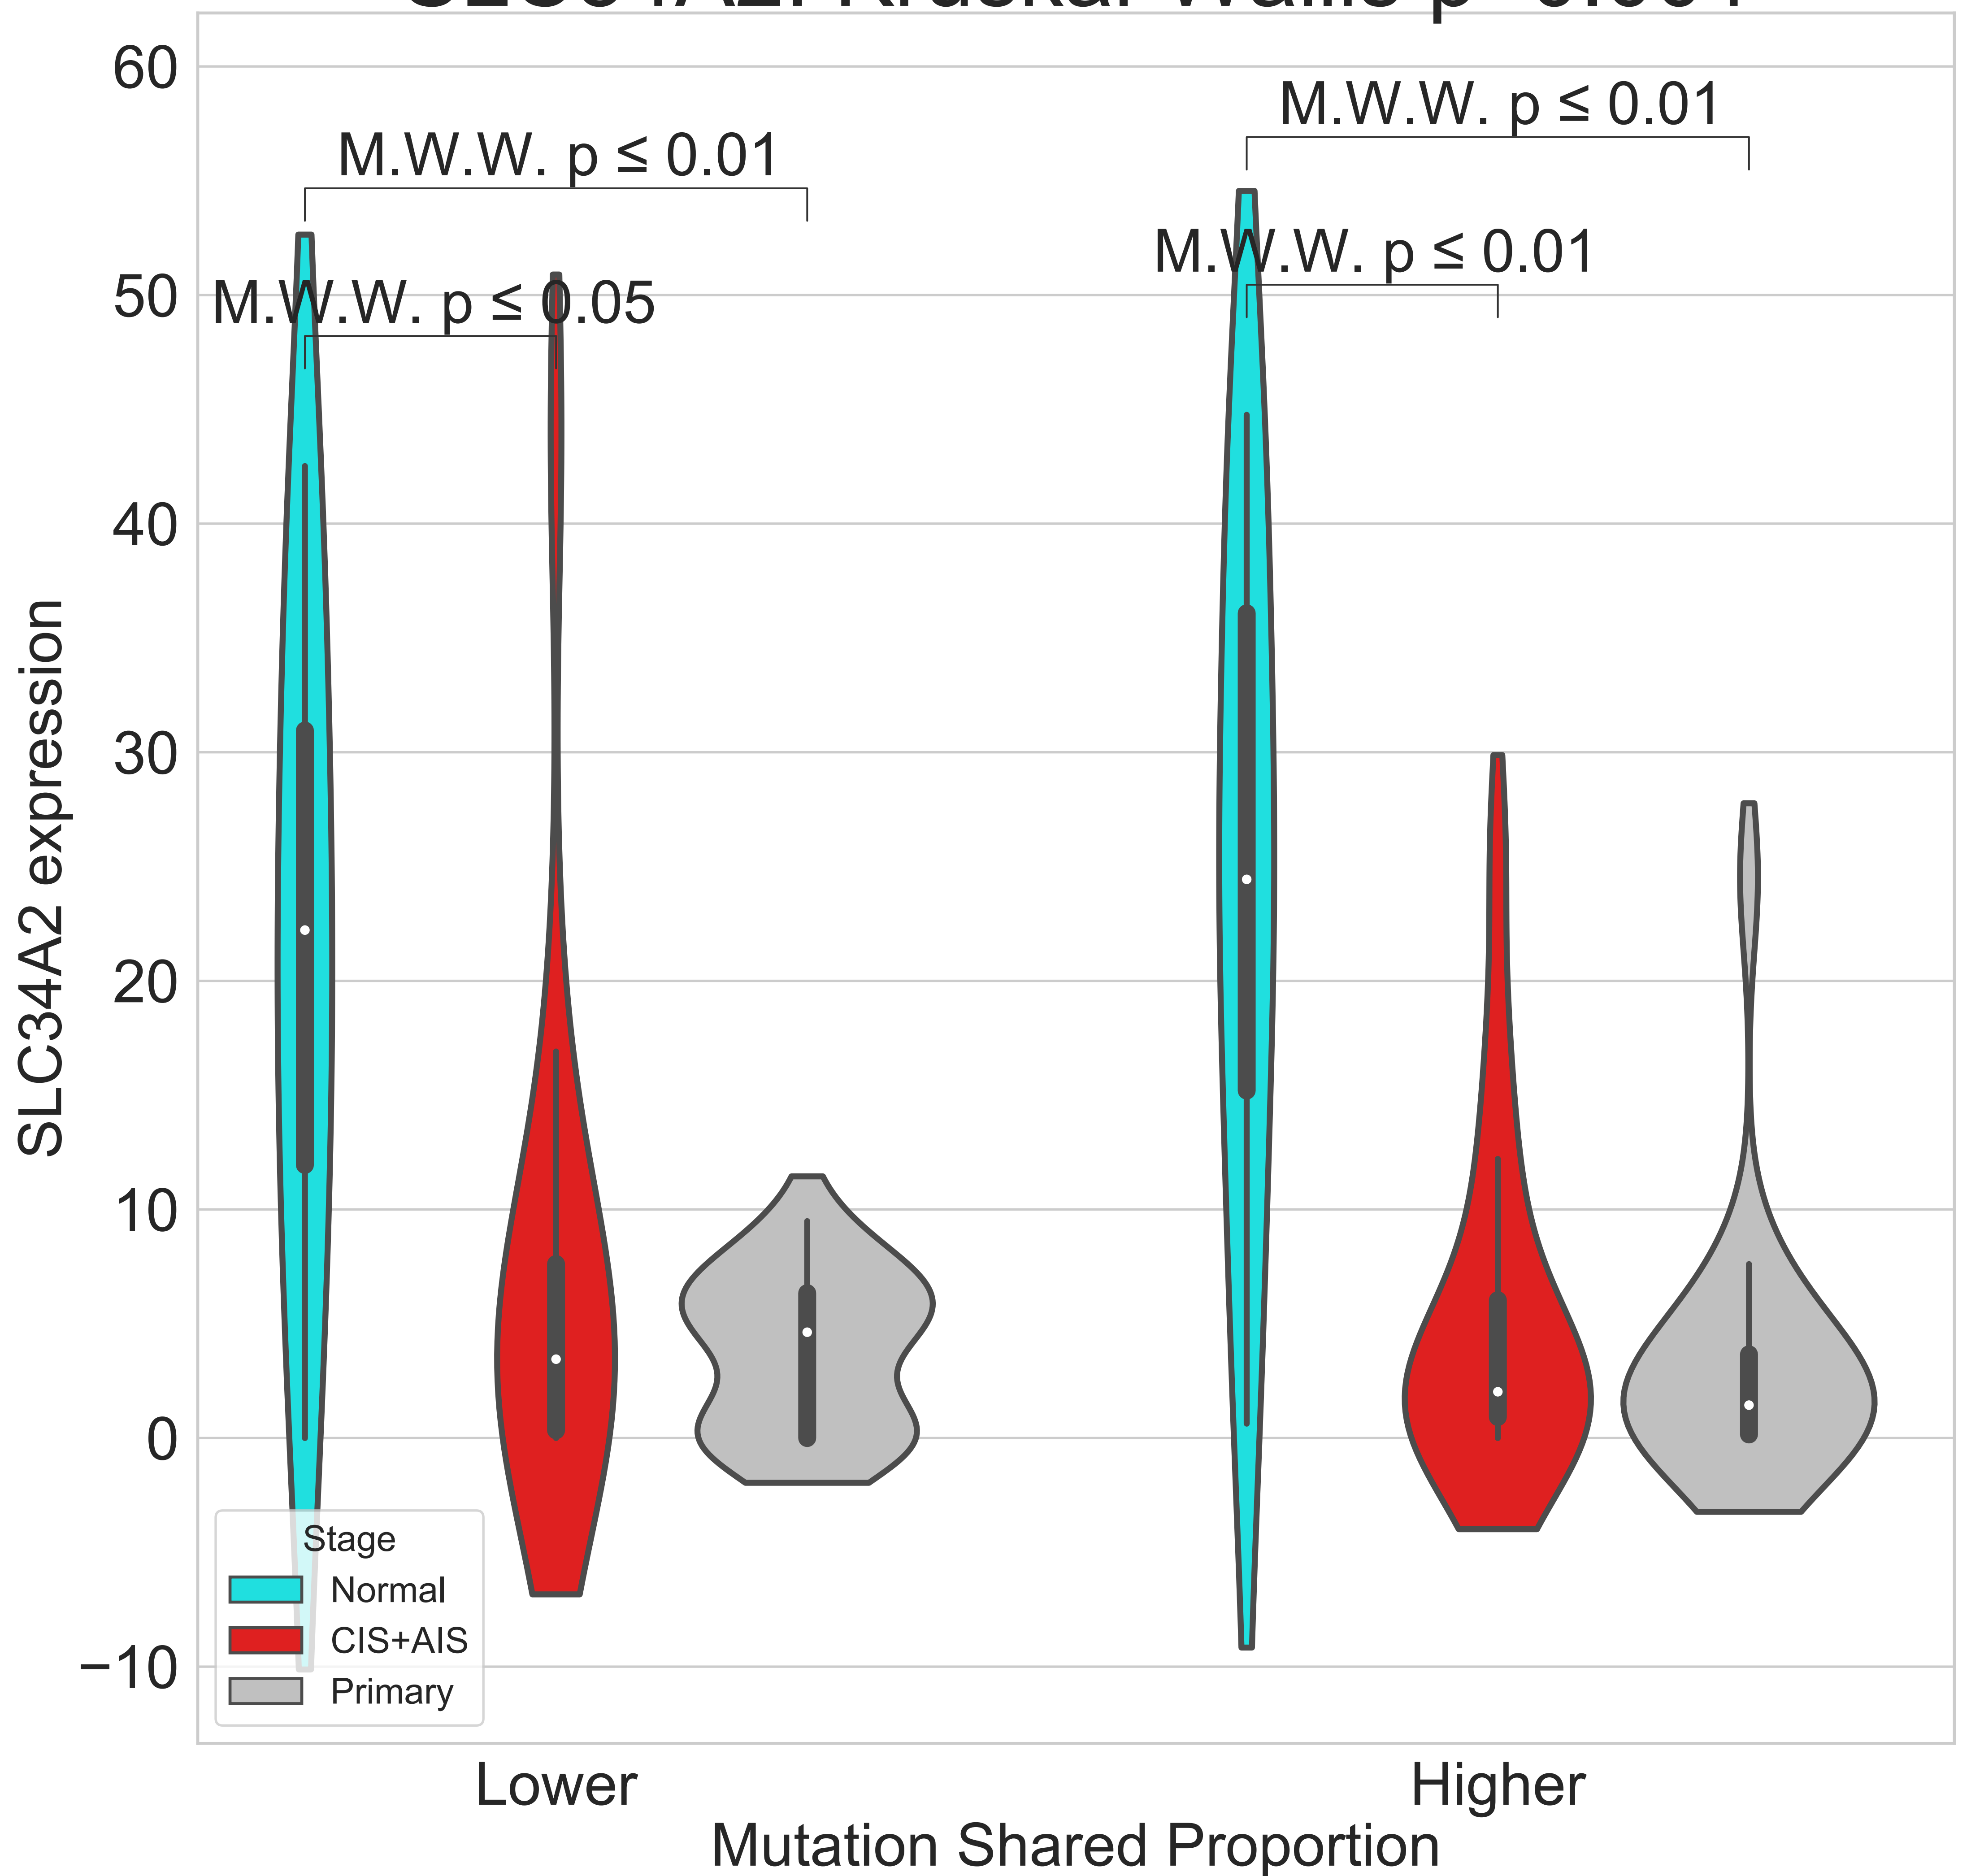 60
50
40
30
20
10
0
−10
SLC34A2 expression
M.W.W. p ≤ 0.01
M.W.W. p ≤ 0.05
M.W.W. p ≤ 0.01
M.W.W. p ≤ 0.01
Stage
Normal
CIS+AIS
Primary
Lower
Higher
Mutation Shared Proportion